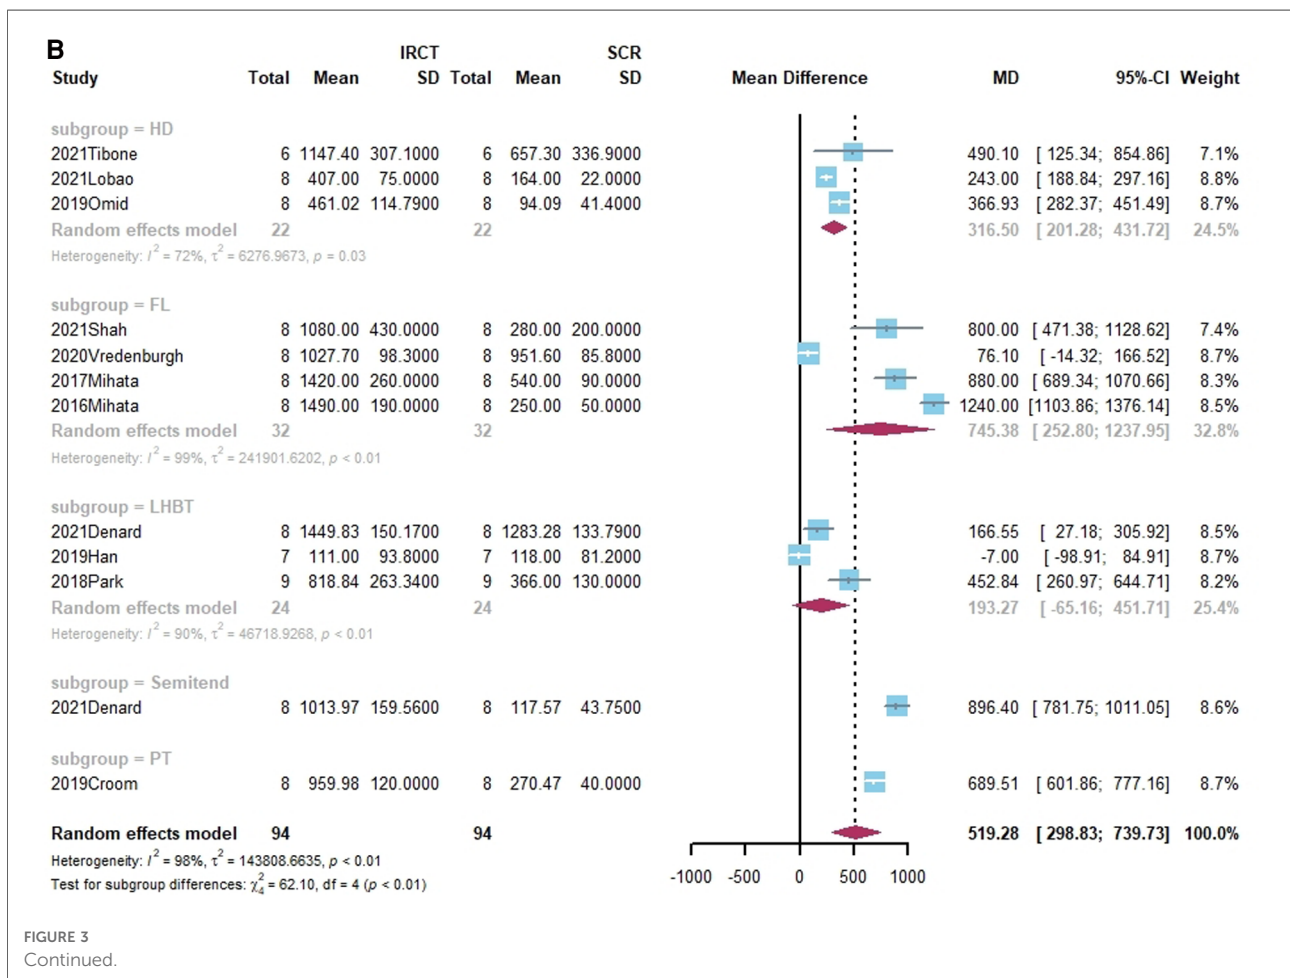 B
IRCT SCR
Study Total Mean SD Total Mean SD Mean Difference MD 95%-CI Weight
subgroup = HD
2021Tibone 6 1147.40 307.1000 6 657.30 336.9000 490.10 [ 125.34; 854.86] 7.1%
2021Lobao 8 407.00 75.0000 8 164.00 22.0000 243.00 [ 188.84; 297.16] 8.8%
2019Omid 8 461.02 114.7900 8 94.09 41.4000 366.93 [ 282.37; 451.49] 8.7%
Random effects model 22 22 316.50 [ 201.28; 431.72] 24.5%
Heterogeneity: I² = 72%, τ² = 6276.9673, p = 0.03
subgroup = FL
2021Shah 8 1080.00 430.0000 8 280.00 200.0000 800.00 [ 471.38; 1128.62] 7.4%
2020Vredenburgh 8 1027.70 98.3000 8 951.60 85.8000 76.10 [ -14.32; 166.52] 8.7%
2017Mihata 8 1420.00 260.0000 8 540.00 90.0000 880.00 [ 689.34; 1070.66] 8.3%
2016Mihata 8 1490.00 190.0000 8 250.00 50.0000 1240.00 [1103.86; 1376.14] 8.5%
Random effects model 32 32 745.38 [ 252.80; 1237.95] 32.8%
Heterogeneity: I² = 99%, τ² = 241901.6202, p < 0.01
subgroup = LHBT
2021Denard 8 1449.83 150.1700 8 1283.28 133.7900 166.55 [ 27.18; 305.92] 8.5%
2019Han 7 111.00 93.8000 7 118.00 81.2000 -7.00 [ -98.91; 84.91] 8.7%
2018Park 9 818.84 263.3400 9 366.00 130.0000 452.84 [ 260.97; 644.71] 8.2%
Random effects model 24 24 193.27 [ -65.16; 451.71] 25.4%
Heterogeneity: I² = 90%, τ² = 46718.9268, p < 0.01
subgroup = Semitend
2021Denard 8 1013.97 159.5600 8 117.57 43.7500 896.40 [ 781.75; 1011.05] 8.6%
subgroup = PT
2019Croom 8 959.98 120.0000 8 270.47 40.0000 689.51 [ 601.86; 777.16] 8.7%
Random effects model 94 94 519.28 [ 298.83; 739.73] 100.0%
Heterogeneity: I² = 98%, τ² = 143808.6635, p < 0.01
Test for subgroup differences: χ²₄ = 62.10, df = 4 (p < 0.01)
-1000 -500 0 500 1000
FIGURE 3
Continued.